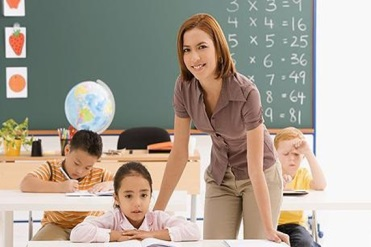 3 x 3 = 9
4 x 4 = 16
5 x 5 = 25
x 6 = 36
x 7 = 49
x 8 = 64
x 9 = 81